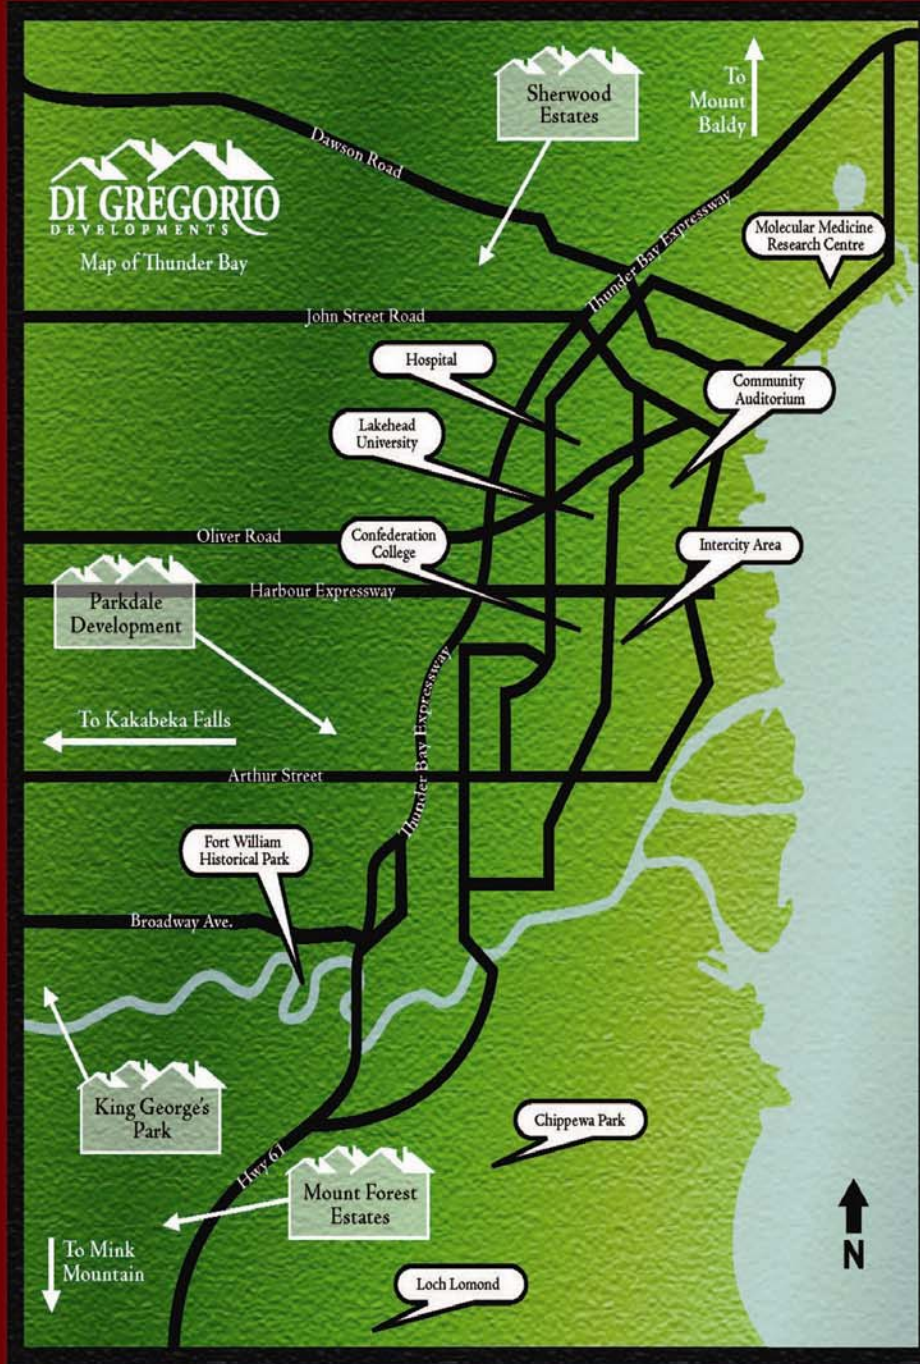 Sherwood
Estates
To
Mount
Baldy
Dawson Road
DI GREGORIO
DEVELOPMENTS
Map of Thunder Bay
Thunder Bay Expressway
Molecular Medicine
Research Centre
John Street Road
Hospital
Community
Auditorium
Lakehead
University
Oliver Road
Confederation
College
Intercity Area
Harbour Expressway
Parkdale
Development
Thunder Bay Expressway
To Kakabeka Falls
Arthur Street
Fort William
Historical Park
Broadway Ave.
King George's
Park
Chippewa Park
Hwy 61
Mount Forest
Estates
N
To Mink
Mountain
Loch Lomond